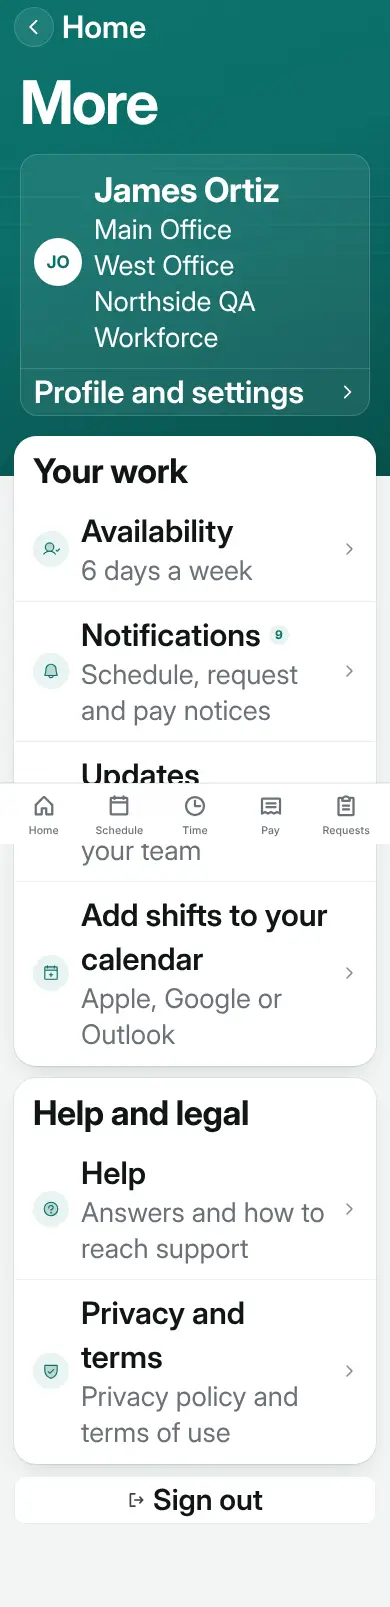 Home
More
James Ortiz
JO
Main Office
West Office
Northside QA
Workforce
Profile and settings
Your work
Availability
6 days a week
Notifications 9
Schedule, request
and pay notices
Updates
Home Schedule Time Pay Requests
your team
Add shifts to your
calendar
Apple, Google or
Outlook
Help and legal
Help
Answers and how to
reach support
Privacy and
terms
Privacy policy and
terms of use
Sign out